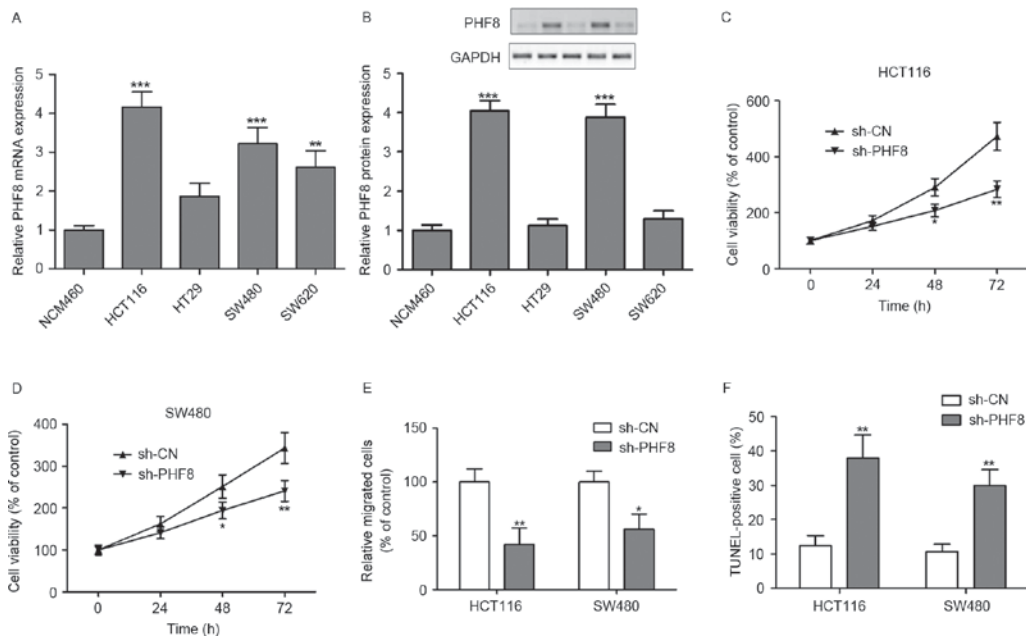 A
Relative PHF8 mRNA expression
5
4
3
2
1
0
***
***
**
NCM460
HCT116
HT29
SW480
SW620
B
PHF8
GAPDH
Relative PHF8 protein expression
5
4
3
2
1
0
***
***
NCM460
HCT116
HT29
SW480
SW620
C
HCT116
Cell viability (% of control)
600
400
200
0
sh-CN
sh-PHF8
*
**
0 24 48 72
Time (h)
D
SW480
Cell viability (% of control)
400
300
200
100
0
sh-CN
sh-PHF8
*
**
0 24 48 72
Time (h)
E
sh-CN
sh-PHF8
Relative migrated cells
(% of control)
150
100
50
0
**
*
HCT116 SW480
F
sh-CN
sh-PHF8
TUNEL-positive cell (%)
50
40
30
20
10
0
**
**
HCT116 SW480